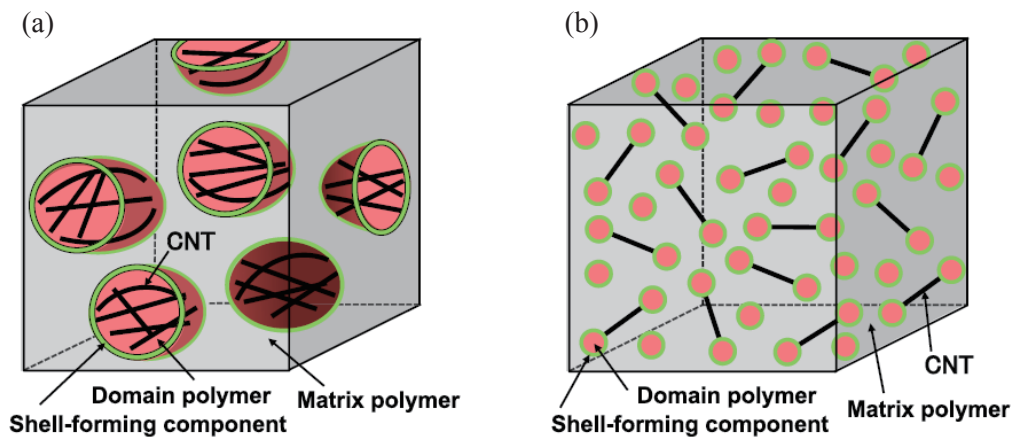 (a)
(b)
CNT
Domain polymer
Shell-forming component
Matrix polymer
CNT
Domain polymer
Shell-forming component
Matrix polymer